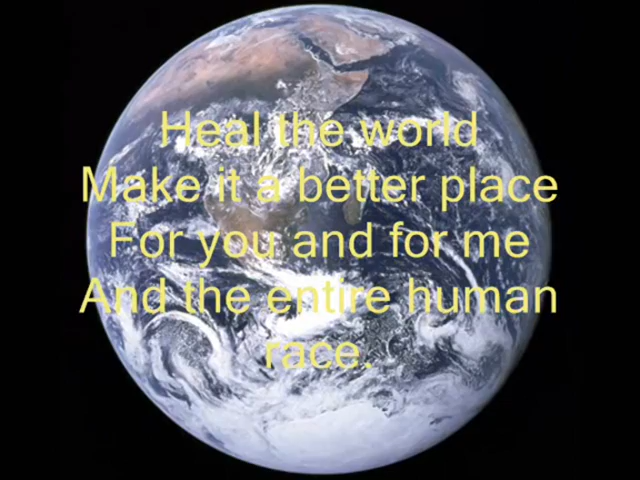 Heal the world
Make it a better place
For you and for me
And the entire human
race.